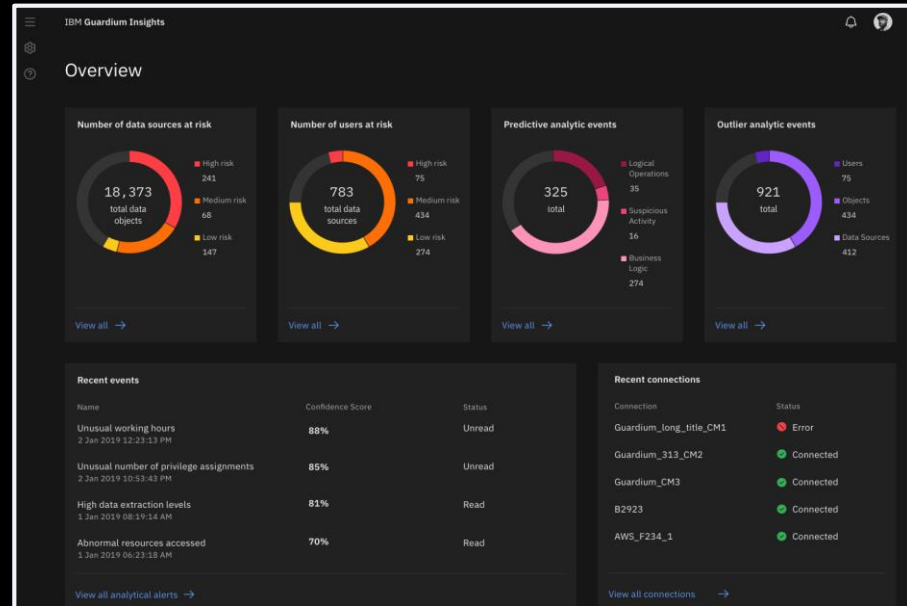 IBM Guardium Insights
Overview
Number of data sources at risk
18,373
total data
objects
High risk
241
Medium risk
68
Low risk
147
View all →
Number of users at risk
783
total data
sources
High risk
75
Medium risk
434
Low risk
274
View all →
Predictive analytic events
325
total
Logical
Operations
35
Suspicious
Activity
16
Business
Logic
274
View all →
Outlier analytic events
921
total
Users
75
Objects
434
Data Sources
412
View all →
Recent events
Name Confidence Score Status
Unusual working hours 88% Unread
2 Jan 2019 12:23:13 PM
Unusual number of privilege assignments 85% Unread
2 Jan 2019 10:53:43 PM
High data extraction levels 81% Read
1 Jan 2019 08:19:14 AM
Abnormal resources accessed 70% Read
1 Jan 2019 06:23:18 AM
View all analytical alerts →
Recent connections
Connection Status
Guardium_long_title_CM1 Error
Guardium_313_CM2 Connected
Guardium_CM3 Connected
B2923 Connected
AWS_F234_1 Connected
View all connections →